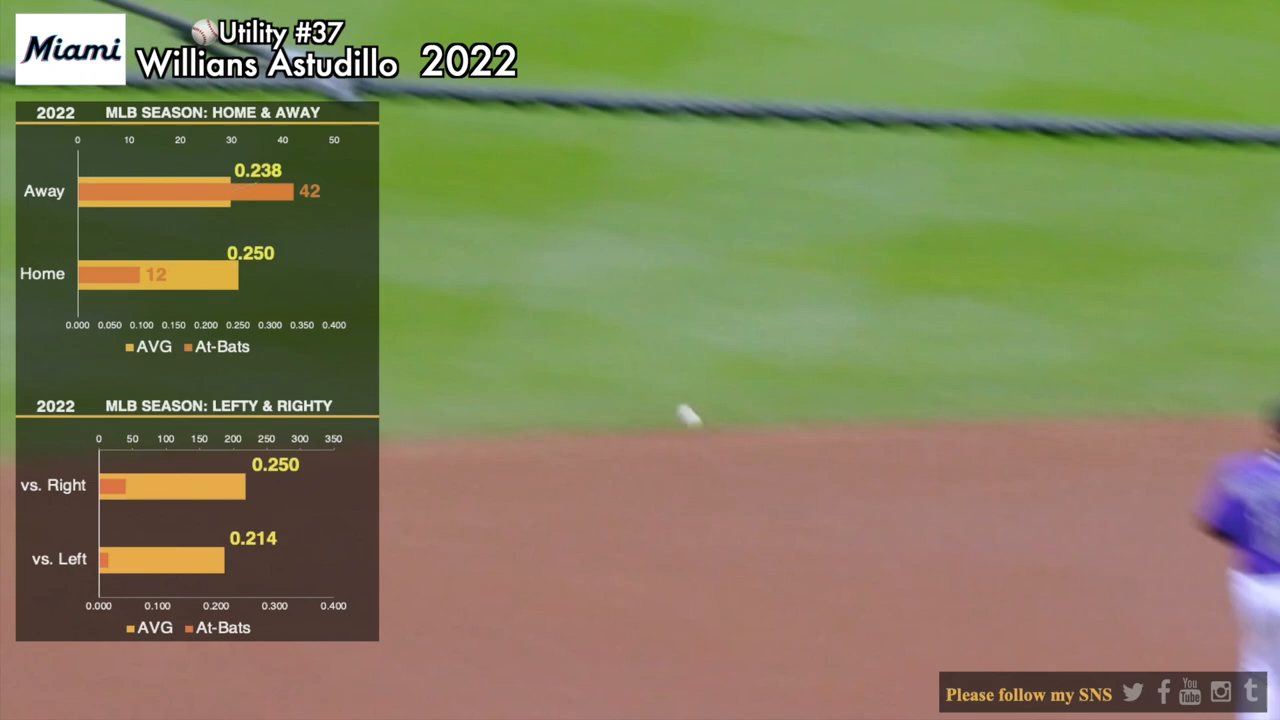 Miami
Utility #37
Willians Astudillo 2022
2022 MLB SEASON: HOME & AWAY
0 10 20 30 40 50
Away 0.238 42
Home 0.250 12
0.000 0.050 0.100 0.150 0.200 0.250 0.300 0.350 0.400
AVG At-Bats
2022 MLB SEASON: LEFTY & RIGHTY
0 50 100 150 200 250 300 350
vs. Right 0.250
vs. Left 0.214
0.000 0.100 0.200 0.300 0.400
AVG At-Bats
Please follow my SNS
You
Tube